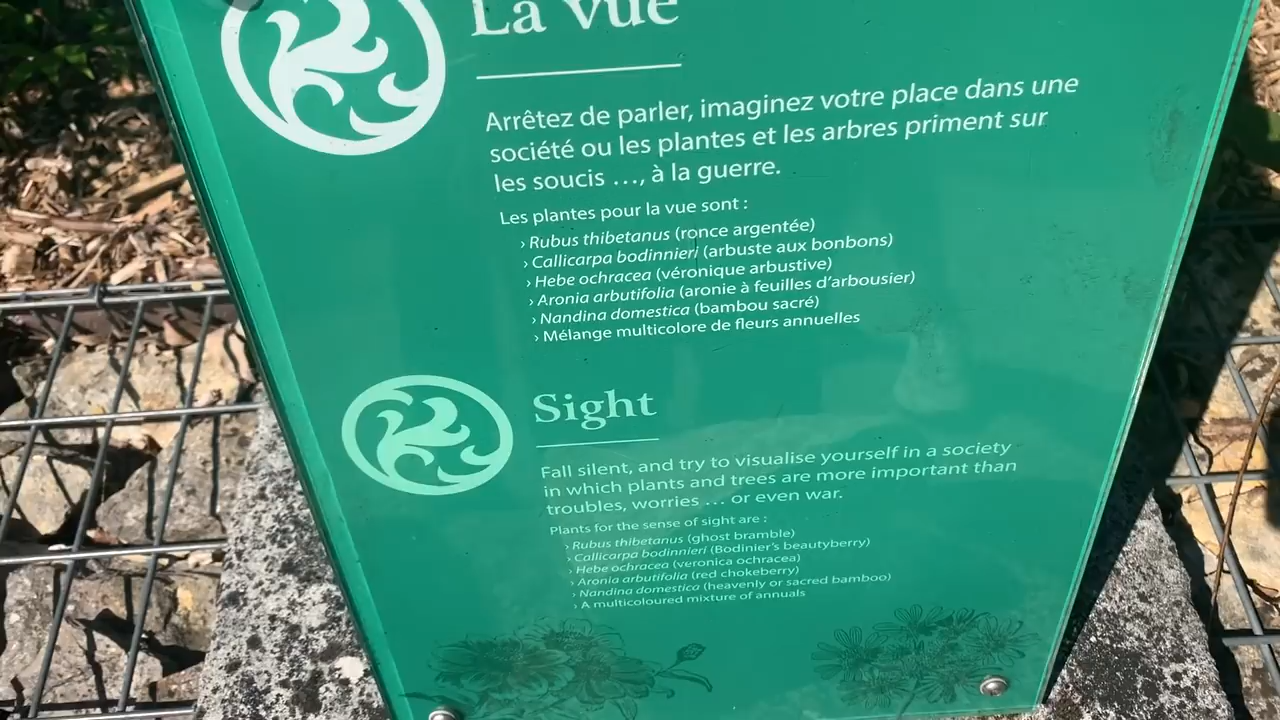 La vue
Arrêtez de parler, imaginez votre place dans une
société ou les plantes et les arbres priment sur
les soucis …, à la guerre.
Les plantes pour la vue sont :
› Rubus thibetanus (ronce argentée)
› Callicarpa bodinnieri (arbuste aux bonbons)
› Hebe ochracea (véronique arbustive)
› Aronia arbutifolia (aronie à feuilles d’arbousier)
› Nandina domestica (bambou sacré)
› Mélange multicolore de fleurs annuelles
Sight
Fall silent, and try to visualise yourself in a society
in which plants and trees are more important than
troubles, worries … or even war.
Plants for the sense of sight are :
› Rubus thibetanus (ghost bramble)
› Callicarpa bodinnieri (Bodinier’s beautyberry)
› Hebe ochracea (veronica ochracea)
› Aronia arbutifolia (red chokeberry)
› Nandina domestica (heavenly or sacred bamboo)
› A multicoloured mixture of annuals